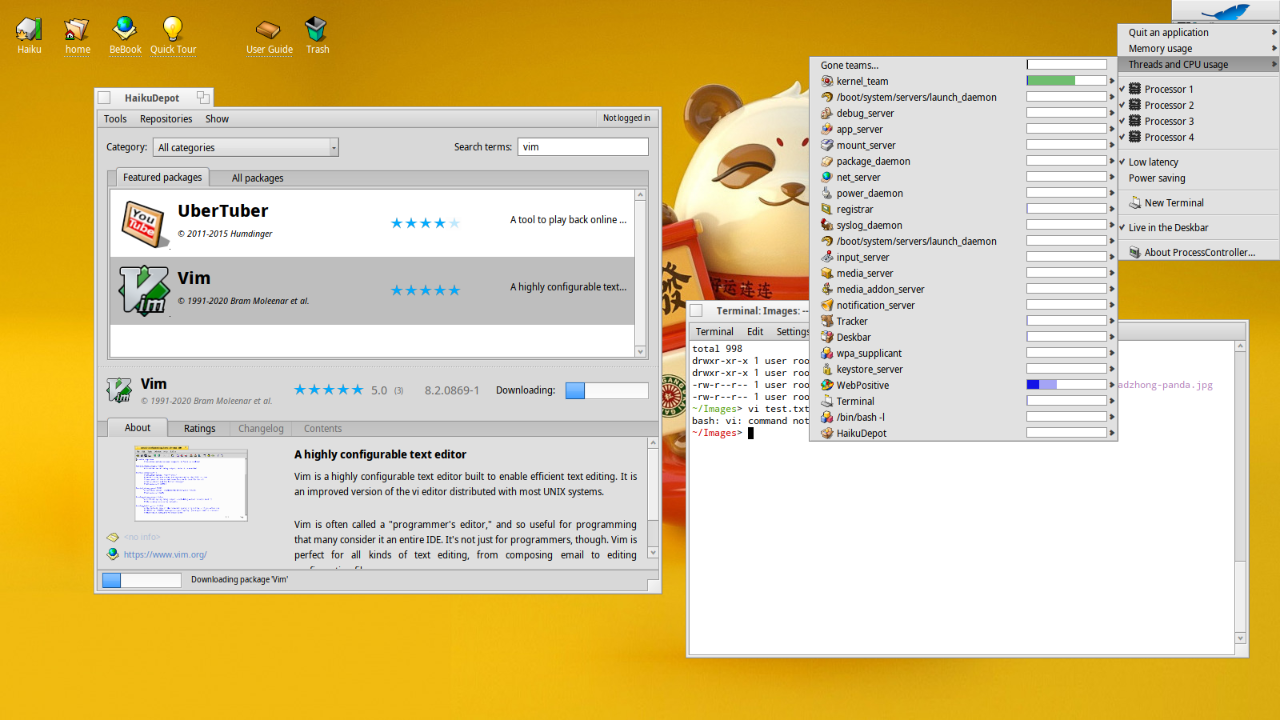 Haiku
home
BeBook
Quick Tour
User Guide
Trash
HaikuDepot
Tools Repositories Show Not logged in
Category: All categories Search terms: vim
Featured packages All packages
You
Tube
UberTuber
© 2011-2015 Humdinger
A tool to play back online ...
Vim
© 1991-2020 Bram Moleenar et al.
A highly configurable text...
Vim
© 1991-2020 Bram Moleenar et al.
5.0 (3) 8.2.0869-1 Downloading:
About Ratings Changelog Contents
A highly configurable text editor
Vim is a highly configurable text editor built to enable efficient text editing. It is
an improved version of the vi editor distributed with most UNIX systems.
Vim is often called a "programmer's editor," and so useful for programming
that many consider it an entire IDE. It's not just for programmers, though. Vim is
perfect for all kinds of text editing, from composing email to editing
<no info>
https://www.vim.org/
Downloading package 'Vim'
Terminal: Images: --
Terminal Edit Settings
total 998
drwxr-xr-x 1 user roo
drwxr-xr-x 1 user roo
-rw-r--r-- 1 user roo
-rw-r--r-- 1 user roo
adzhong-panda.jpg
~/Images> vi test.txt
bash: vi: command not
~/Images>
發
好运连连
Gone teams...
kernel_team
/boot/system/servers/launch_daemon
debug_server
app_server
mount_server
package_daemon
net_server
power_daemon
registrar
syslog_daemon
/boot/system/servers/launch_daemon
input_server
media_server
media_addon_server
notification_server
Tracker
Deskbar
wpa_supplicant
keystore_server
WebPositive
Terminal
/bin/bash -l
HaikuDepot
Quit an application
Memory usage
Threads and CPU usage
Processor 1
Processor 2
Processor 3
Processor 4
Low latency
Power saving
New Terminal
Live in the Deskbar
About ProcessController...